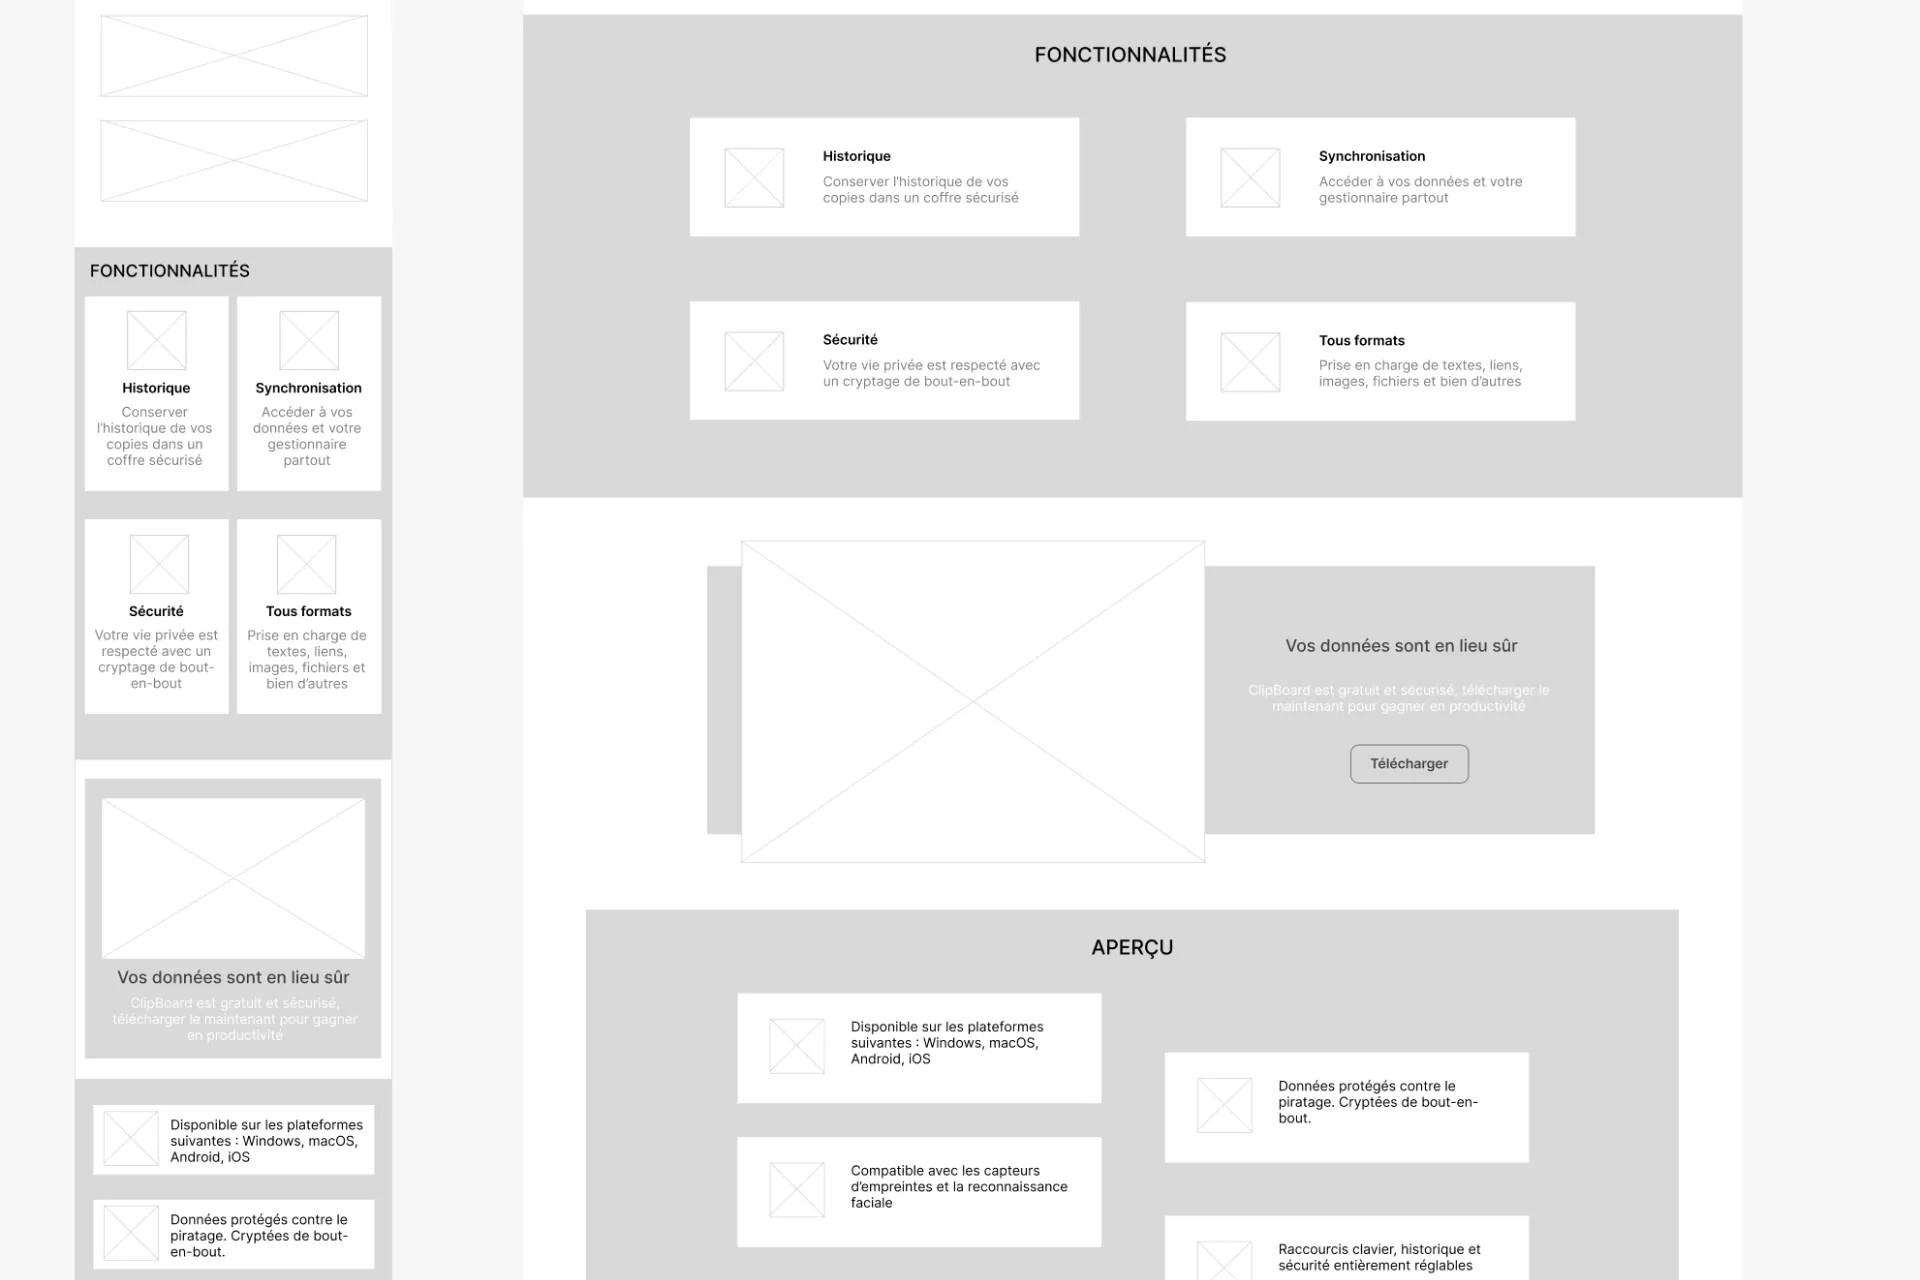 FONCTIONNALITÉS
Historique
Conserver
l'historique de vos
copies dans un
coffre sécurisé
Synchronisation
Accéder à vos
données et votre
gestionnaire
partout
Sécurité
Votre vie privée est
respecté avec un
cryptage de bout-
en-bout
Tous formats
Prise en charge de
textes, liens,
images, fichiers et
bien d'autres
Vos données sont en lieu sûr
ClipBoard est gratuit et sécurisé,
télécharger le maintenant pour gagner
en productivité
Disponible sur les plateformes
suivantes : Windows, macOS,
Android, iOS
Données protégés contre le
piratage. Cryptées de bout-
en-bout.
FONCTIONNALITÉS
Historique
Conserver l'historique de vos
copies dans un coffre sécurisé
Synchronisation
Accéder à vos données et votre
gestionnaire partout
Sécurité
Votre vie privée est respecté avec
un cryptage de bout-en-bout
Tous formats
Prise en charge de textes, liens,
images, fichiers et bien d'autres
Vos données sont en lieu sûr
ClipBoard est gratuit et sécurisé, télécharger le
maintenant pour gagner en productivité
Télécharger
APERÇU
Disponible sur les plateformes
suivantes : Windows, macOS,
Android, iOS
Données protégés contre le
piratage. Cryptées de bout-en-
bout.
Compatible avec les capteurs
d'empreintes et la reconnaissance
faciale
Raccourcis clavier, historique et
sécurité entièrement réglables